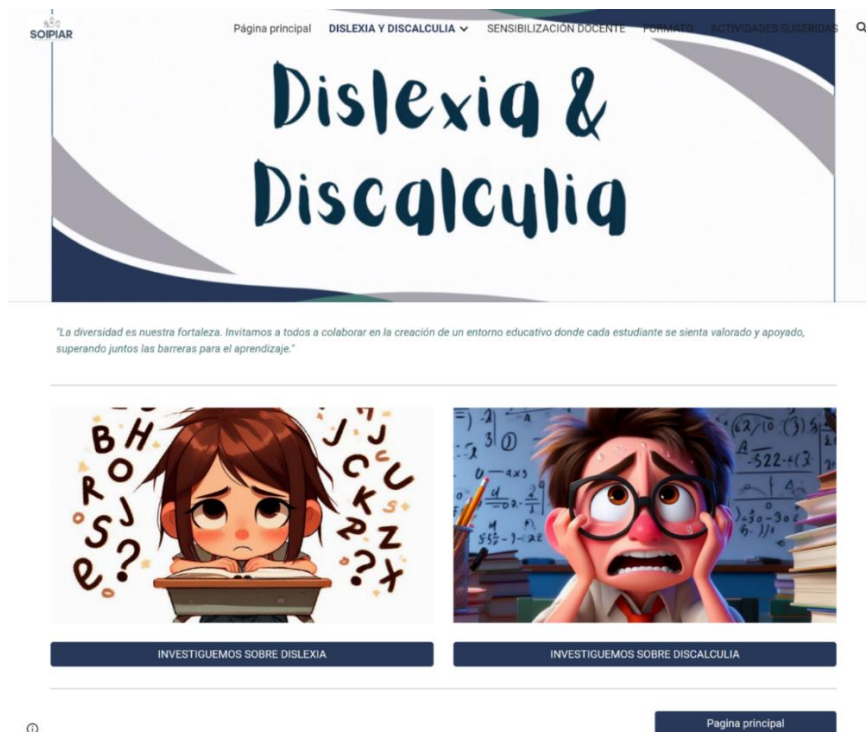 SOIPIAR
Página principal DISLEXIA Y DISCALCULIA SENSIBILIZACIÓN DOCENTE FORMATO ACTIVIDADES SUGERIDAS
Dislexia &
Discalculia
"La diversidad es nuestra fortaleza. Invitamos a todos a colaborar en la creación de un entorno educativo donde cada estudiante se sienta valorado y apoyado,
superando juntos las barreras para el aprendizaje."
INVESTIGUEMOS SOBRE DISLEXIA
INVESTIGUEMOS SOBRE DISCALCULIA
Pagina principal